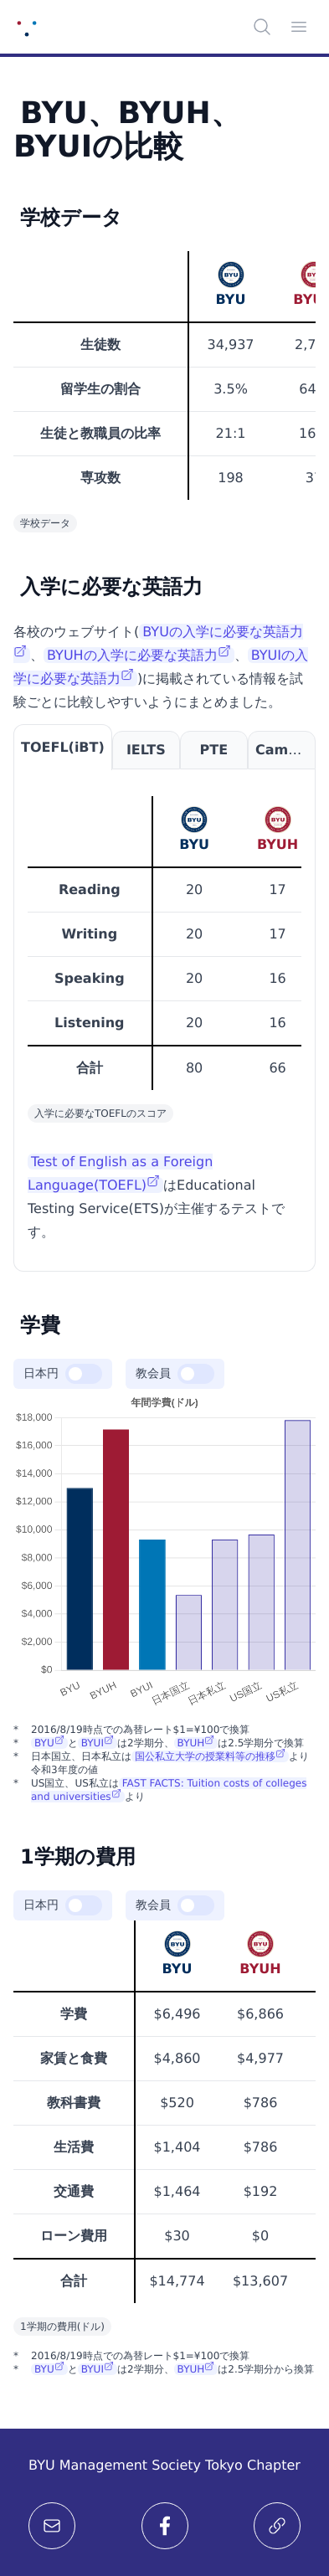 BYU、BYUH、
BYUIの比較
学校データ
BYU
生徒数 34,937
留学生の割合 3.5%
生徒と教職員の比率 21:1
専攻数 198
学校データ
入学に必要な英語力
各校のウェブサイト( BYUの入学に必要な英語力
、 BYUHの入学に必要な英語力 、 BYUIの入
学に必要な英語力 )に掲載されている情報を試
験ごとに比較しやすいようにまとめました。
TOEFL(iBT) IELTS PTE Cam...
BYU BYUH
Reading 20 17
Writing 20 17
Speaking 20 16
Listening 20 16
合計 80 66
入学に必要なTOEFLのスコア
Test of English as a Foreign
Language(TOEFL) はEducational
Testing Service(ETS)が主催するテストで
す。
学費
日本円 教会員
年間学費(ドル)
$18,000
$16,000
$14,000
$12,000
$10,000
$8,000
$6,000
$4,000
$2,000
$0
BYU BYUH BYUI 日本国立 日本私立 US国立 US私立
* 2016/8/19時点での為替レート$1=¥100で換算
* BYU と BYUI は2学期分、 BYUH は2.5学期分で換算
* 日本国立、日本私立は 国公私立大学の授業料等の推移 より
令和3年度の値
* US国立、US私立は FAST FACTS: Tuition costs of colleges
and universities より
1学期の費用
日本円 教会員
BYU BYUH
学費 $6,496 $6,866
家賃と食費 $4,860 $4,977
教科書費 $520 $786
生活費 $1,404 $786
交通費 $1,464 $192
ローン費用 $30 $0
合計 $14,774 $13,607
1学期の費用(ドル)
* 2016/8/19時点での為替レート$1=¥100で換算
* BYU と BYUI は2学期分、 BYUH は2.5学期分から換算
BYU Management Society Tokyo Chapter